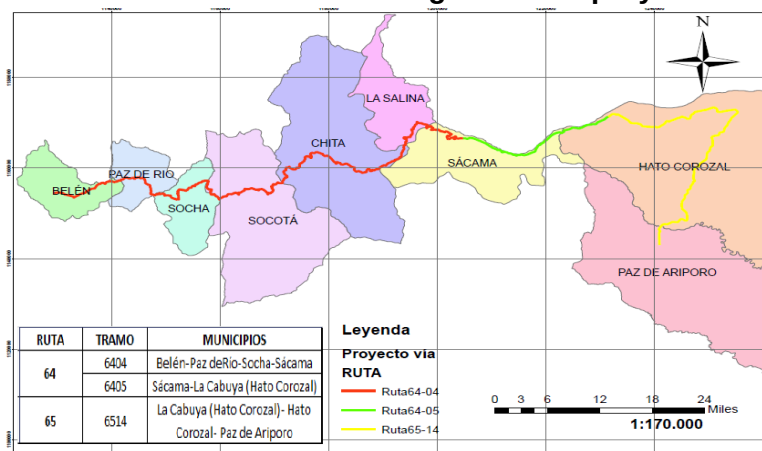 N
LA SALINA
CHITA
SÁCAMA
HATO COROZAL
PAZ DE RIO
BELÉN
SOCHA
SOCOTÁ
PAZ DE ARIPORO
RUTA TRAMO MUNICIPIOS
64 6404 Belén-Paz deRío-Socha-Sácama
6405 Sácama-La Cabuya (Hato Corozal)
65 6514 La Cabuya (Hato Corozal)- Hato
Corozal- Paz de Ariporo
Leyenda
Proyecto via
RUTA
Ruta64-04
Ruta64-05
Ruta65-14
0 3 6 12 18 24 Miles
1:170.000